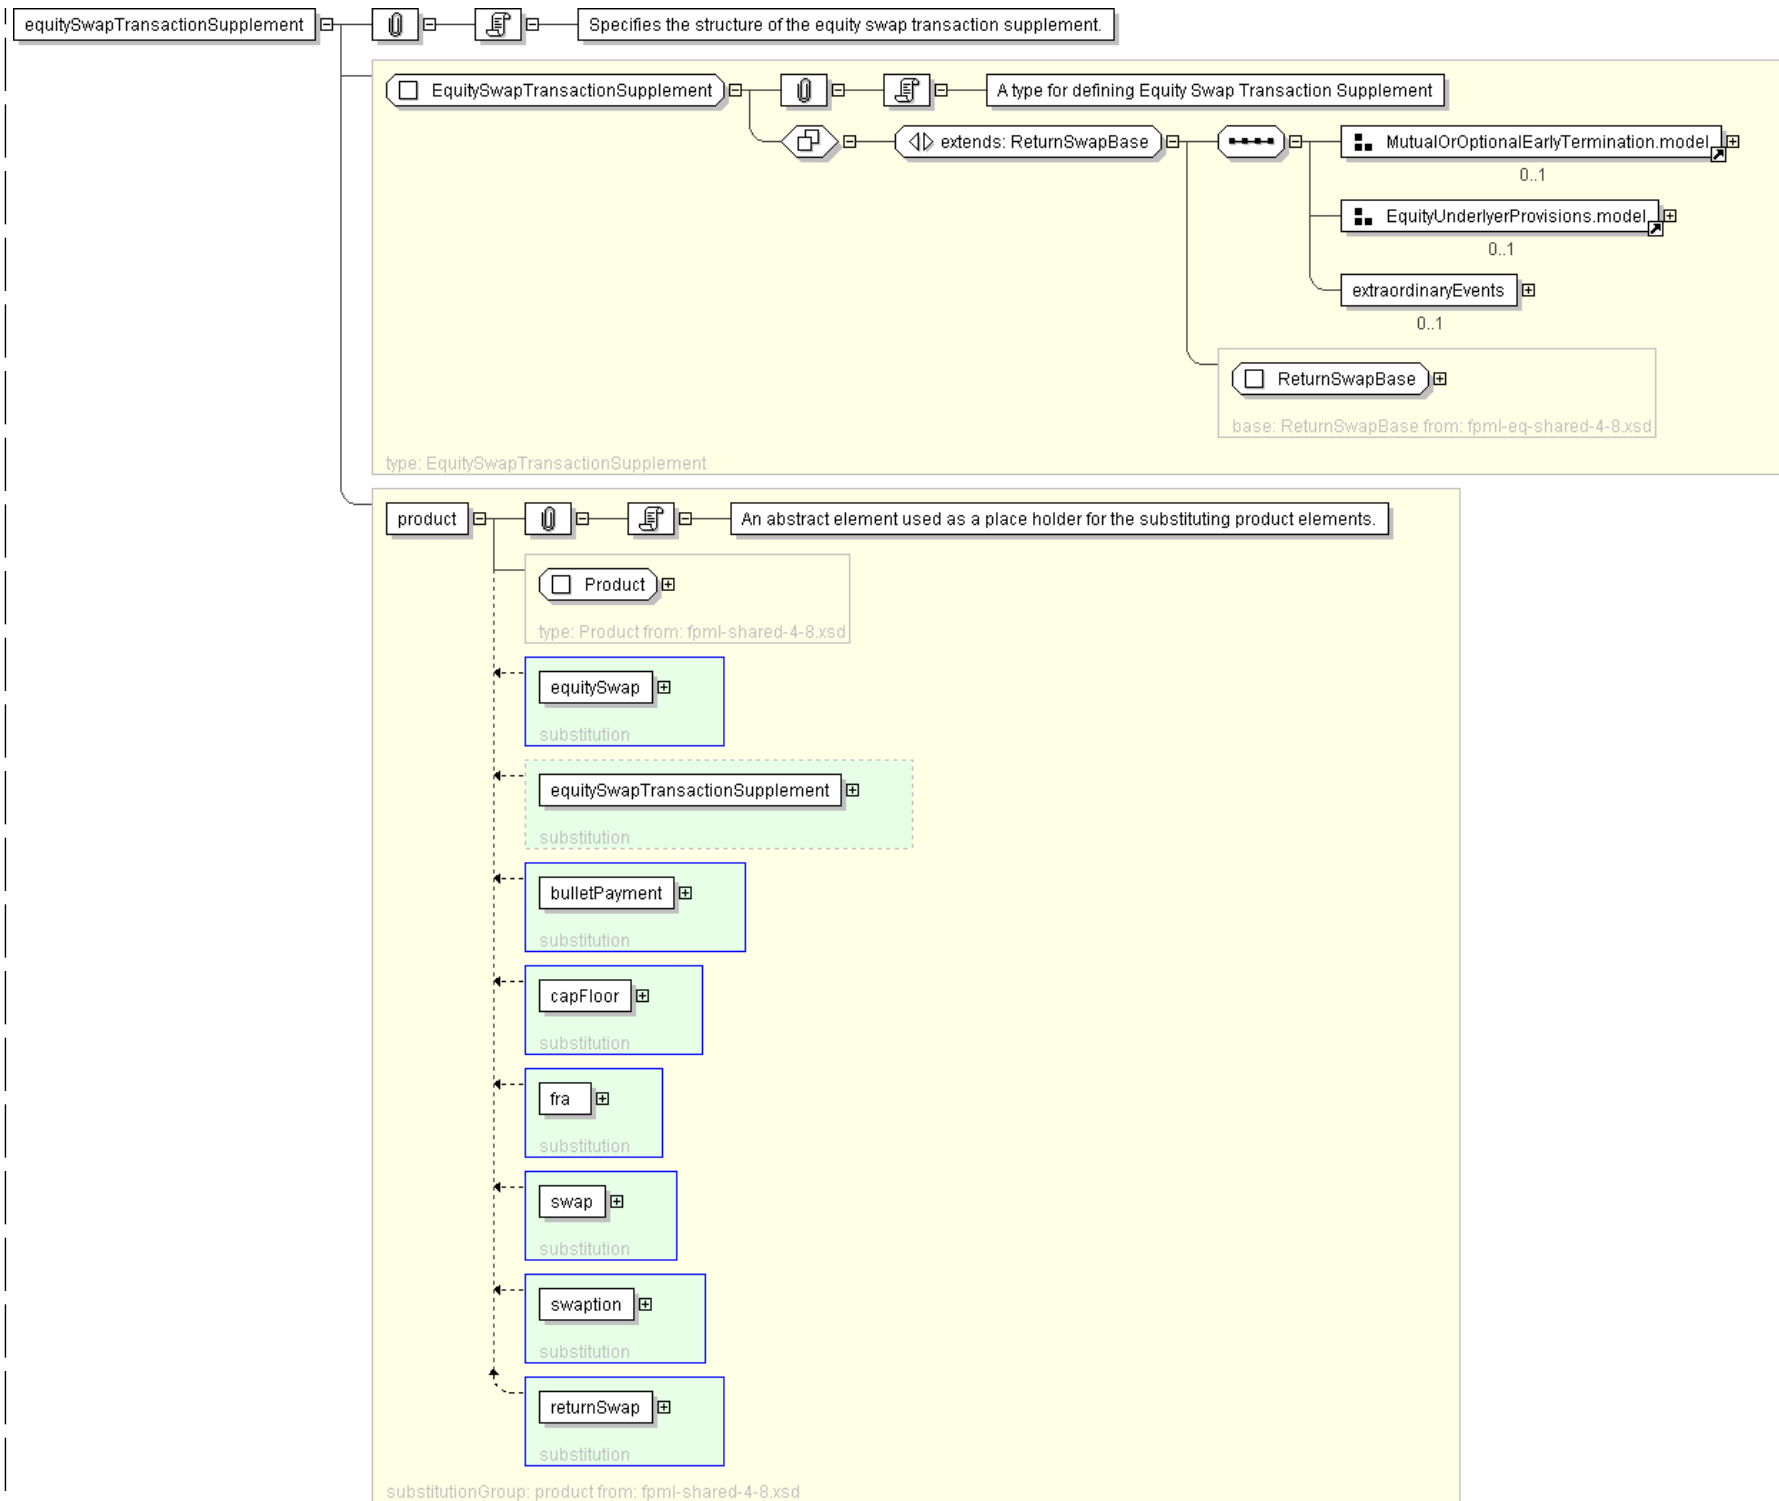 equitySwapTransactionSupplement
Specifies the structure of the equity swap transaction supplement.
EquitySwapTransactionSupplement
A type for defining Equity Swap Transaction Supplement
extends: ReturnSwapBase
MutualOrOptionalEarlyTermination.model
0..1
EquityUnderlyerProvisions.model
0..1
extraordinaryEvents
0..1
ReturnSwapBase
base: ReturnSwapBase from: fpml-eq-shared-4-8.xsd
type: EquitySwapTransactionSupplement
product
An abstract element used as a place holder for the substituting product elements.
Product
type: Product from: fpml-shared-4-8.xsd
equitySwap
substitution
equitySwapTransactionSupplement
substitution
bulletPayment
substitution
capFloor
substitution
fra
substitution
swap
substitution
swaption
substitution
returnSwap
substitution
substitutionGroup: product from: fpml-shared-4-8.xsd